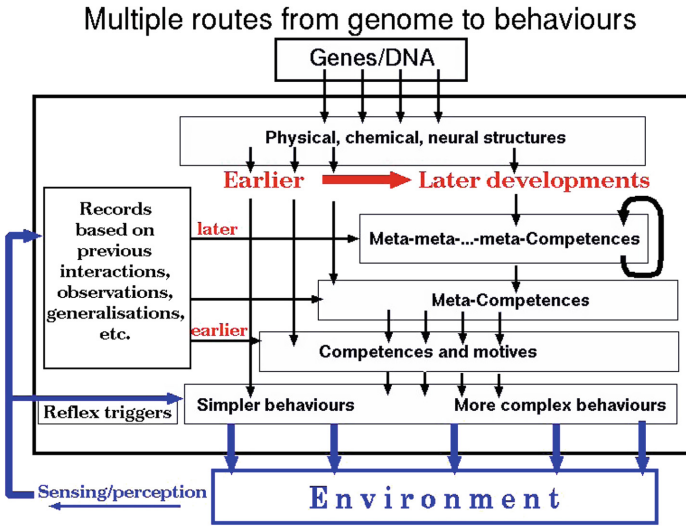 Multiple routes from genome to behaviours
Genes/DNA
Physical, chemical, neural structures
Earlier
Later developments
Records
based on
previous
interactions,
observations,
generalisations,
etc.
later
Meta-meta-...-meta-Competences
Meta-Competences
earlier
Competences and motives
Reflex triggers
Simpler behaviours
More complex behaviours
Sensing/perception
Environment